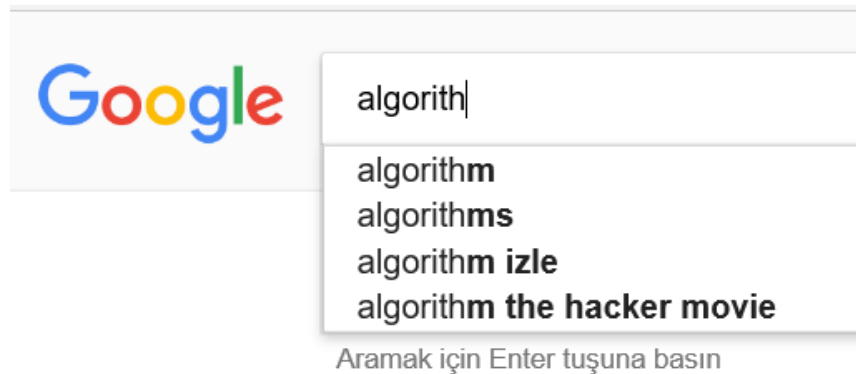 Google
algorith
algorithm
algorithms
algorithm izle
algorithm the hacker movie
Aramak için Enter tuşuna basın